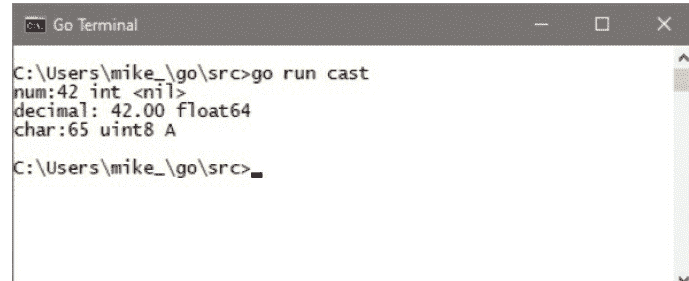 Go Terminal
C:\Users\mike_\go\src>go run cast
num:42 int <nil>
decimal: 42.00 float64
char:65 uint8 A
C:\Users\mike_\go\src>